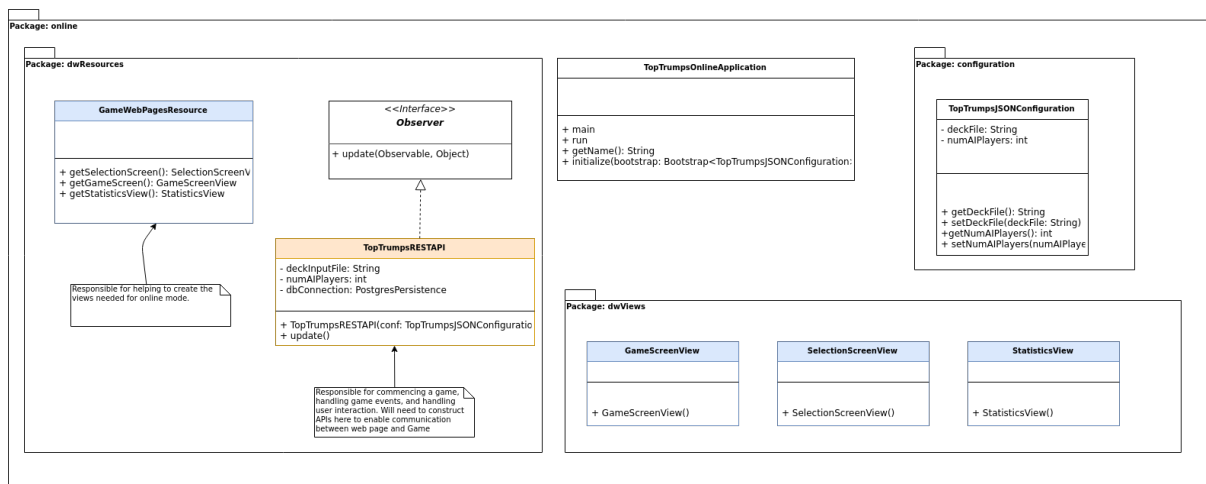 Package: online
Package: dwResources
GameWebPagesResource
+ getSelectionScreen(): SelectionScreenV
+ getGameScreen(): GameScreenView
+ getStatisticsView(): StatisticsView
Responsible for helping to create the
views needed for online mode.
<<Interface>>
Observer
+ update(Observable, Object)
TopTrumpsRESTAPI
- deckInputFile: String
- numAIPlayers: int
- dbConnection: PostgresPersistence
+ TopTrumpsRESTAPI(conf: TopTrumpsJSONConfiguratio
+ update()
Responsible for commencing a game,
handling game events, and handling
user interaction. Will need to construct
APIs here to enable communication
between web page and Game
TopTrumpsOnlineApplication
+ main
+ run
+ getName(): String
+ initialize(bootstrap: Bootstrap<TopTrumpsJSONConfiguration:
Package: configuration
TopTrumpsJSONConfiguration
- deckFile: String
- numAIPlayers: int
+ getDeckFile(): String
+ setDeckFile(deckFile: String)
+getNumAIPlayers(): int
+ setNumAIPlayers(numAIPlaye
Package: dwViews
GameScreenView
+ GameScreenView()
SelectionScreenView
+ SelectionScreenView()
StatisticsView
+ StatisticsView()